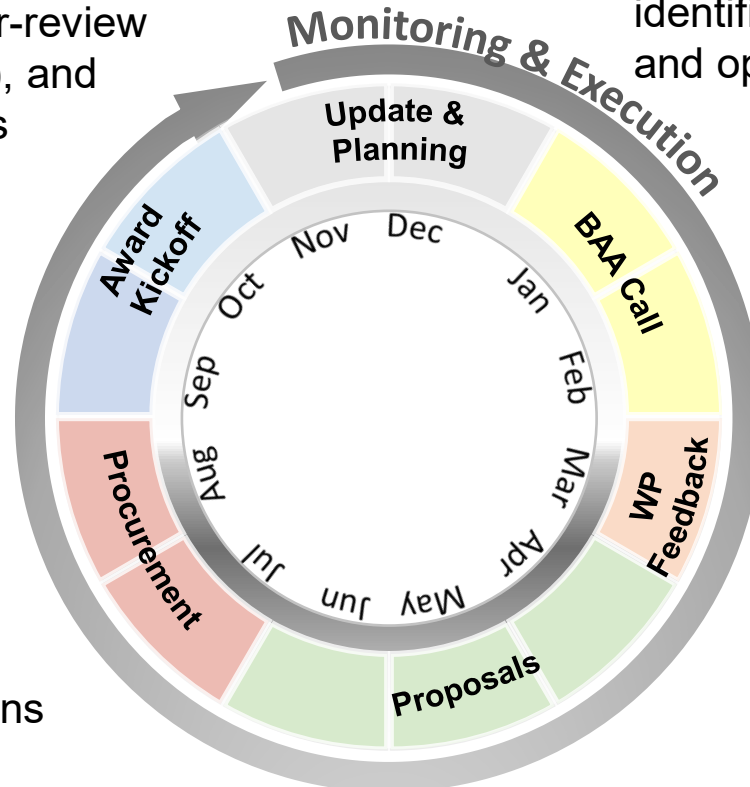 r-review
, and
s
identifi
and op
Monitoring & Execution
Update &
Planning
BAA Call
WP
Feedback
Proposals
Procurement
Award
Kickoff
Dec
Jan
Feb
Mar
Apr
May
Jun
Jul
Aug
Sep
Oct
Nov
ns